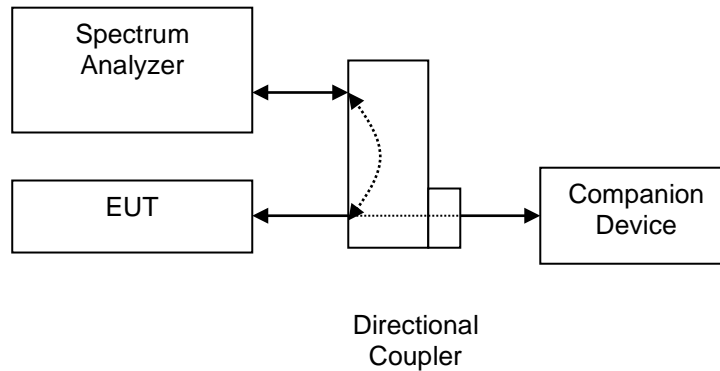 Spectrum
Analyzer
EUT
Companion
Device
Directional
Coupler